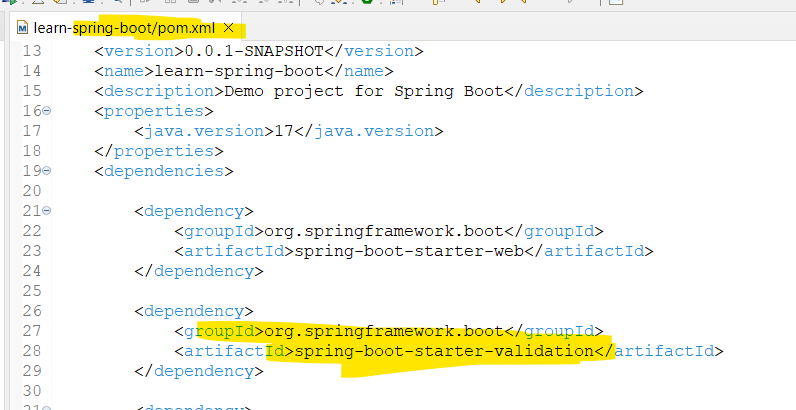 learn-spring-boot/pom.xml
13 <version>0.0.1-SNAPSHOT</version>
14 <name>learn-spring-boot</name>
15 <description>Demo project for Spring Boot</description>
16 <properties>
17 <java.version>17</java.version>
18 </properties>
19 <dependencies>
20
21 <dependency>
22 <groupId>org.springframework.boot</groupId>
23 <artifactId>spring-boot-starter-web</artifactId>
24 </dependency>
25
26 <dependency>
27 <groupId>org.springframework.boot</groupId>
28 <artifactId>spring-boot-starter-validation</artifactId>
29 </dependency>
30